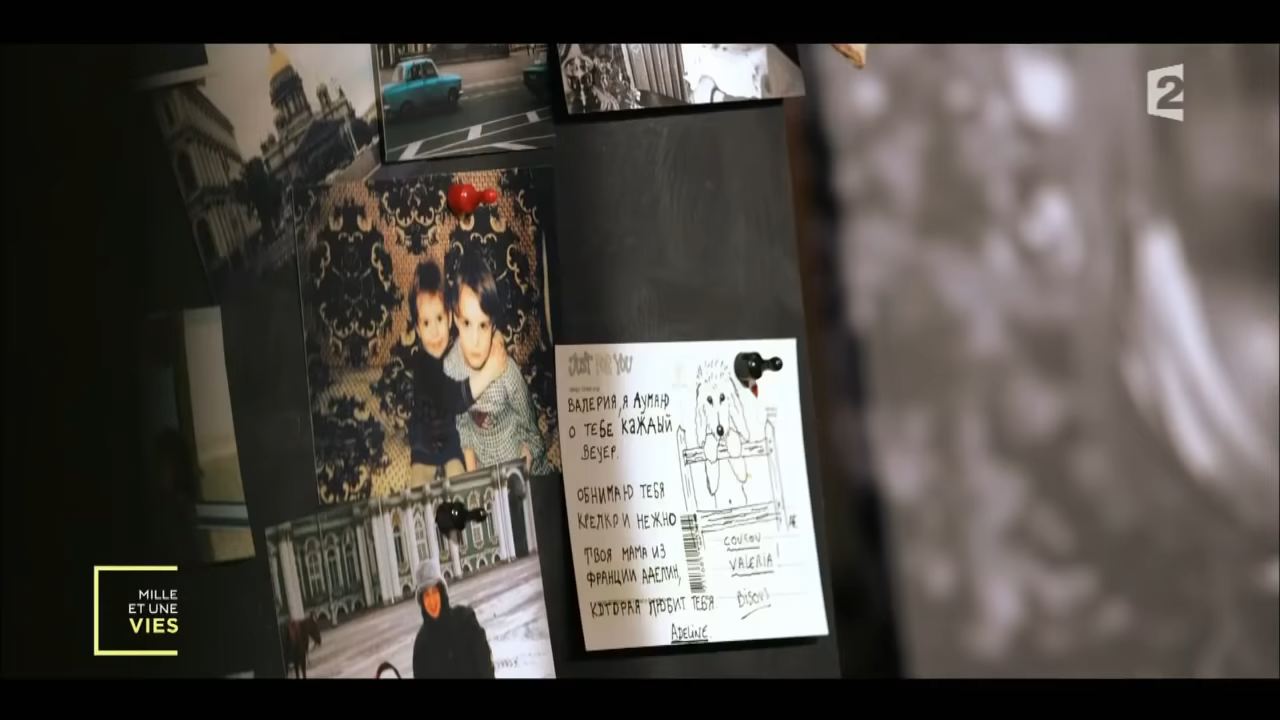 2
JUST FOR YOU
ВАЛЕРИЯ, Я ДУМАЮ
О ТЕБЕ КАЖДЫЙ
ВЕЧЕР.
ОБНИМАЮ ТЕБЯ
КРЕПКО И НЕЖНО
ТВОЯ МАМА ИЗ
ФРАНЦИИ АДЕЛИН,
КОТОРАЯ ЛЮБИТ ТЕБЯ
ADELINE
COUCOU
VALERIA!
BISOUS
MILLE
ET UNE
VIES